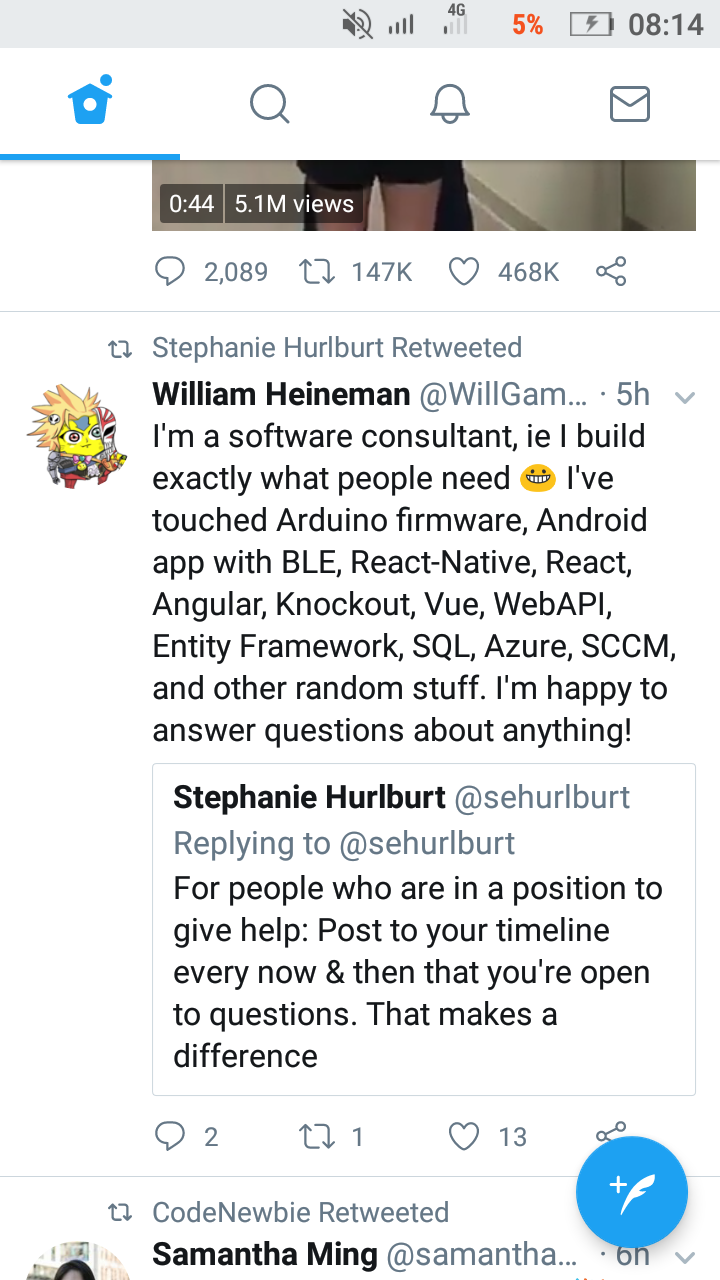 4G
5% 08:14
0:44 5.1M views
2,089 147K 468K
Stephanie Hurlburt Retweeted
William Heineman @WillGam... · 5h
I'm a software consultant, ie I build
exactly what people need 😁 I've
touched Arduino firmware, Android
app with BLE, React-Native, React,
Angular, Knockout, Vue, WebAPI,
Entity Framework, SQL, Azure, SCCM,
and other random stuff. I'm happy to
answer questions about anything!
Stephanie Hurlburt @sehurlburt
Replying to @sehurlburt
For people who are in a position to
give help: Post to your timeline
every now & then that you're open
to questions. That makes a
difference
2 1 13
CodeNewbie Retweeted
Samantha Ming @samantha... · 6h